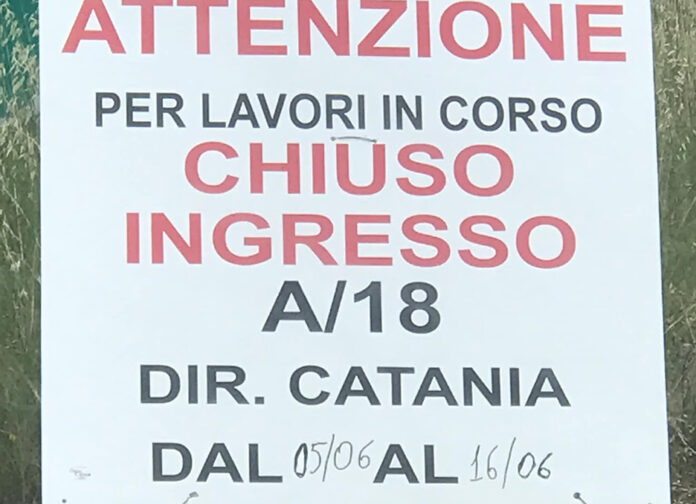 ATTENZIONE
PER LAVORI IN CORSO
CHIUSO
INGRESSO
A/18
DIR. CATANIA
DAL 05/06 AL 16/06